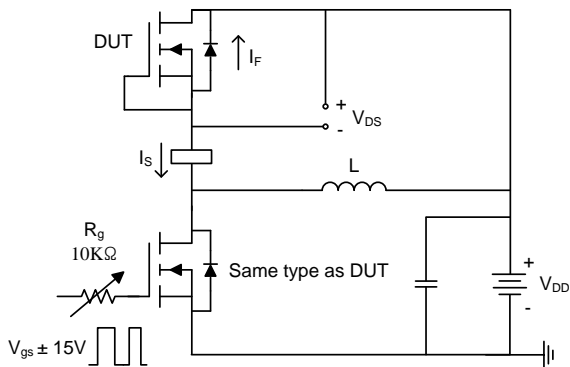 DUT
I_F
+
V_DS
-
I_S
L
R_g
10KΩ
Same type as DUT
+
V_DD
-
V_gs ± 15V